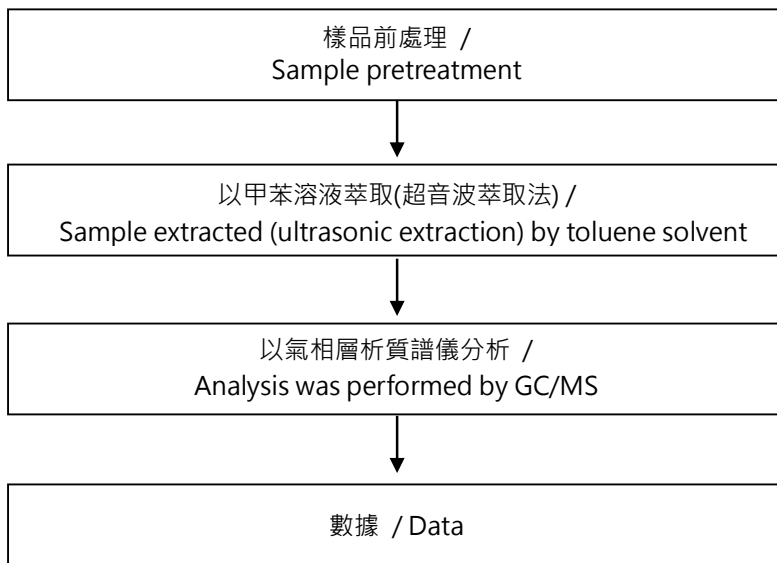 樣品前處理 /
Sample pretreatment
以甲苯溶液萃取(超音波萃取法) /
Sample extracted (ultrasonic extraction) by toluene solvent
以氣相層析質譜儀分析 /
Analysis was performed by GC/MS
數據 / Data